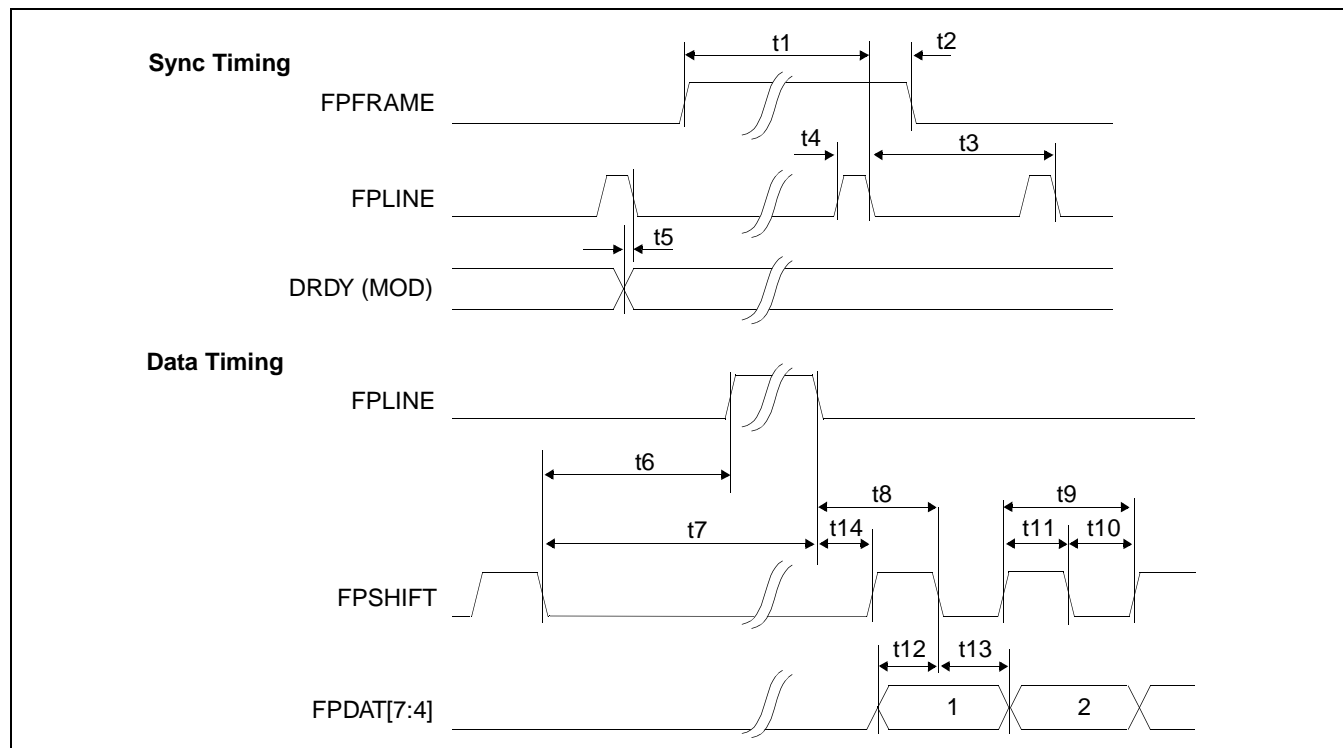 Sync Timing
t1
t2
FPFRAME
t4
t3
FPLINE
t5
DRDY (MOD)
Data Timing
FPLINE
t6
t8
t9
t7
t14
t11
t10
FPSHIFT
t12
t13
FPDAT[7:4]
1
2